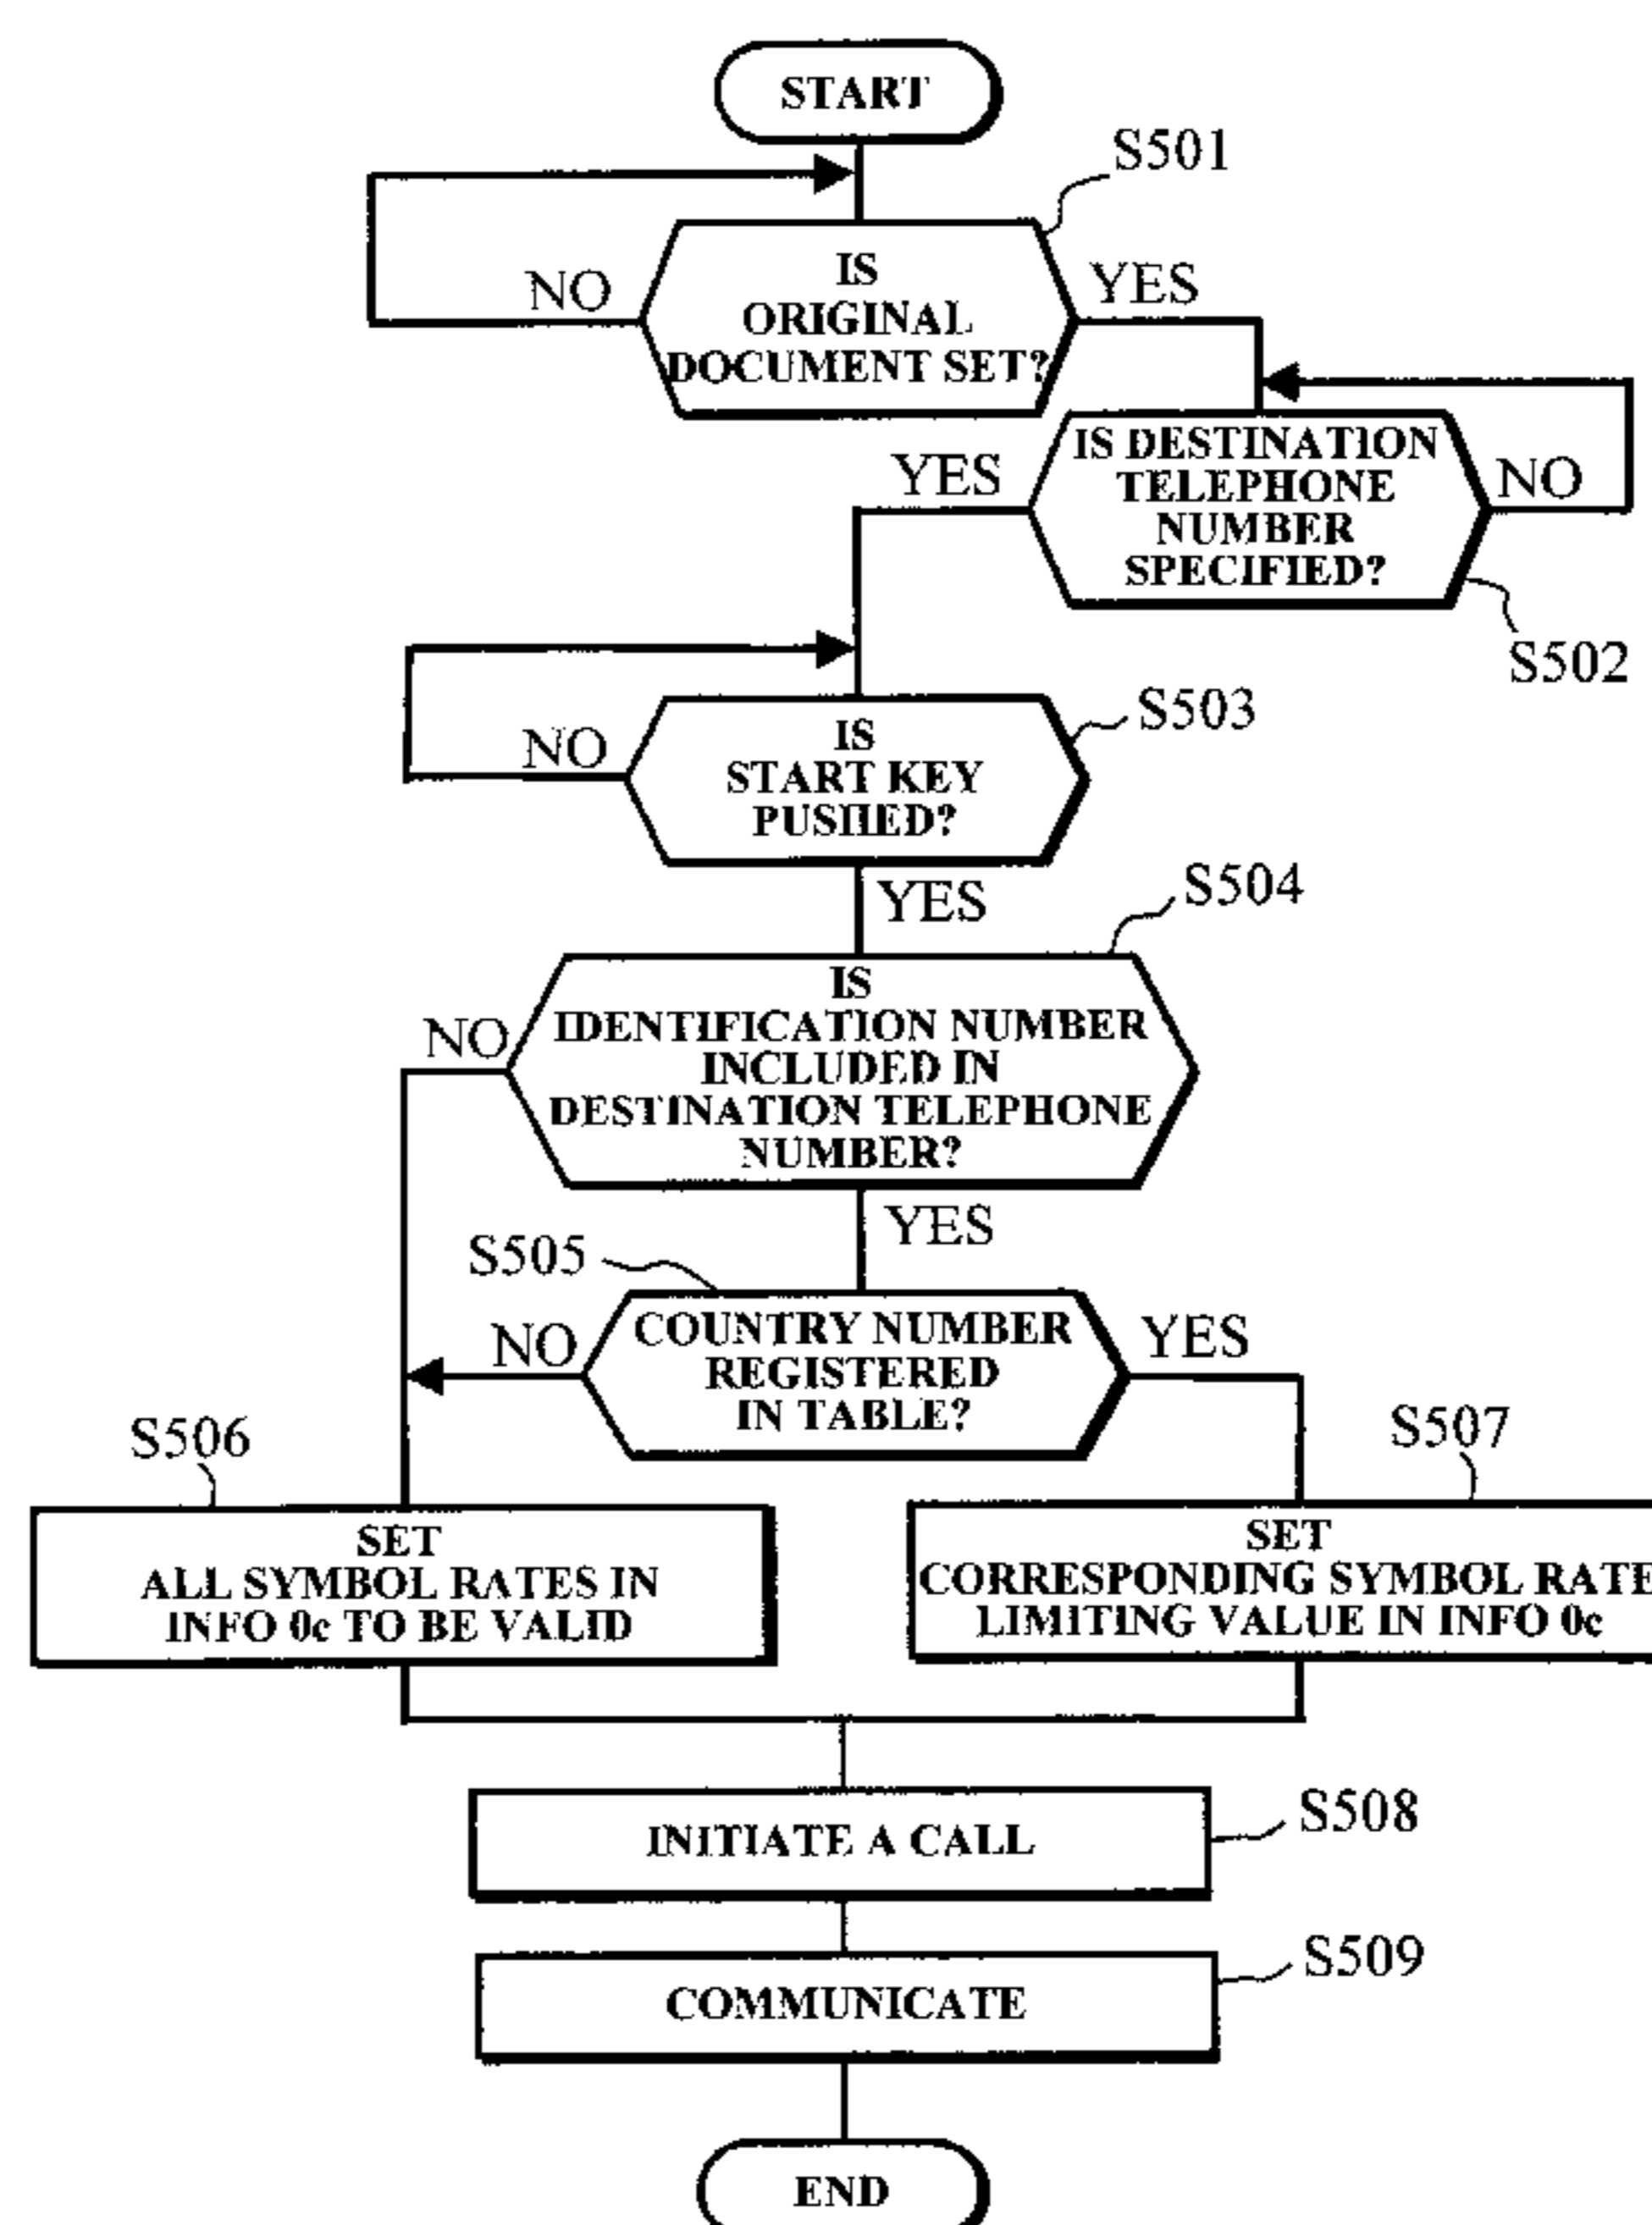 START
S501
IS
ORIGINAL
DOCUMENT SET?
NO
YES
IS DESTINATION
TELEPHONE
NUMBER
SPECIFIED?
YES
NO
S502
S503
IS
START KEY
PUSHED?
NO
YES
S504
IS
IDENTIFICATION NUMBER
INCLUDED IN
DESTINATION TELEPHONE
NUMBER?
NO
YES
S505
COUNTRY NUMBER
REGISTERED
IN TABLE?
NO
YES
S506
SET
ALL SYMBOL RATES IN
INFO 0c TO BE VALID
S507
SET
CORRESPONDING SYMBOL RATE
LIMITING VALUE IN INFO 0c
INITIATE A CALL
S508
COMMUNICATE
S509
END